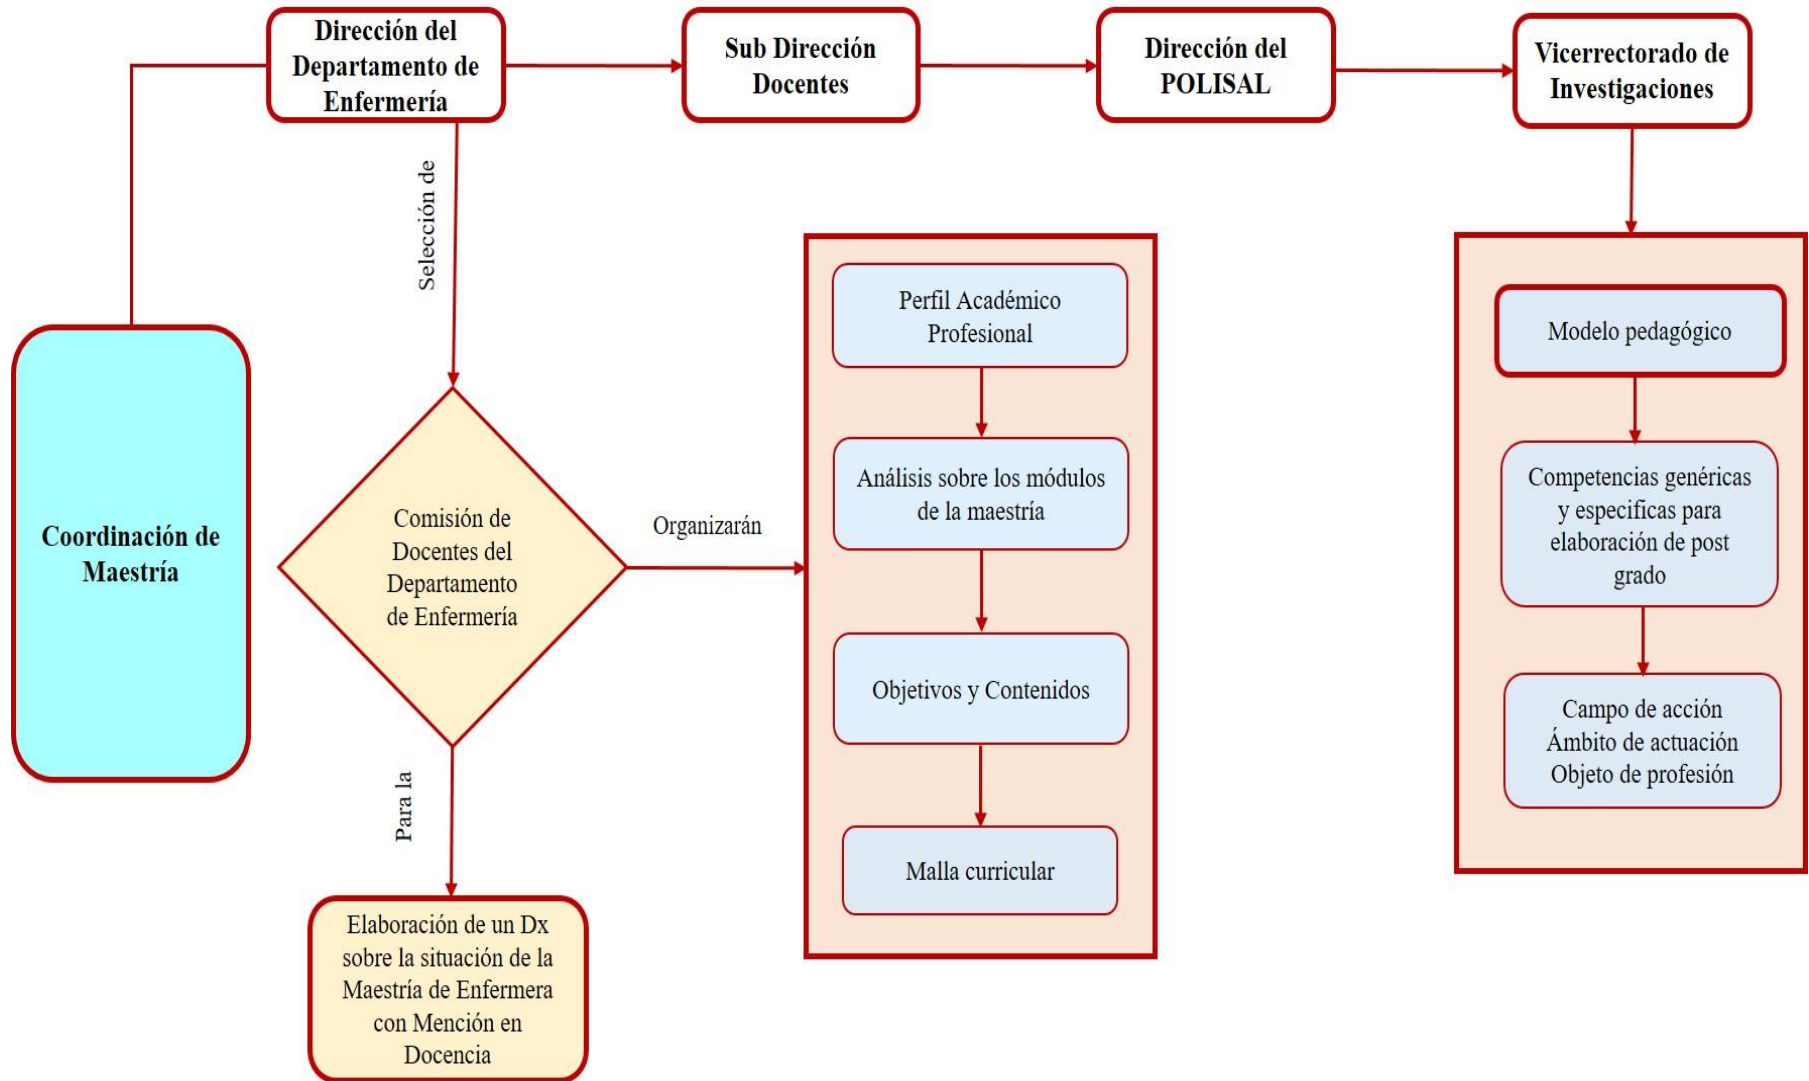 Dirección del
Departamento de
Enfermería
Sub Dirección
Docentes
Dirección del
POLISAL
Vicerrectorado de
Investigaciones
Selección de
Coordinación de
Maestría
Comisión de
Docentes del
Departamento
de Enfermería
Organizarán
Para la
Elaboración de un Dx
sobre la situación de la
Maestría de Enfermera
con Mención en
Docencia
Perfil Académico
Profesional
Análisis sobre los módulos
de la maestría
Objetivos y Contenidos
Malla curricular
Modelo pedagógico
Competencias genéricas
y especificas para
elaboración de post
grado
Campo de acción
Ámbito de actuación
Objeto de profesión